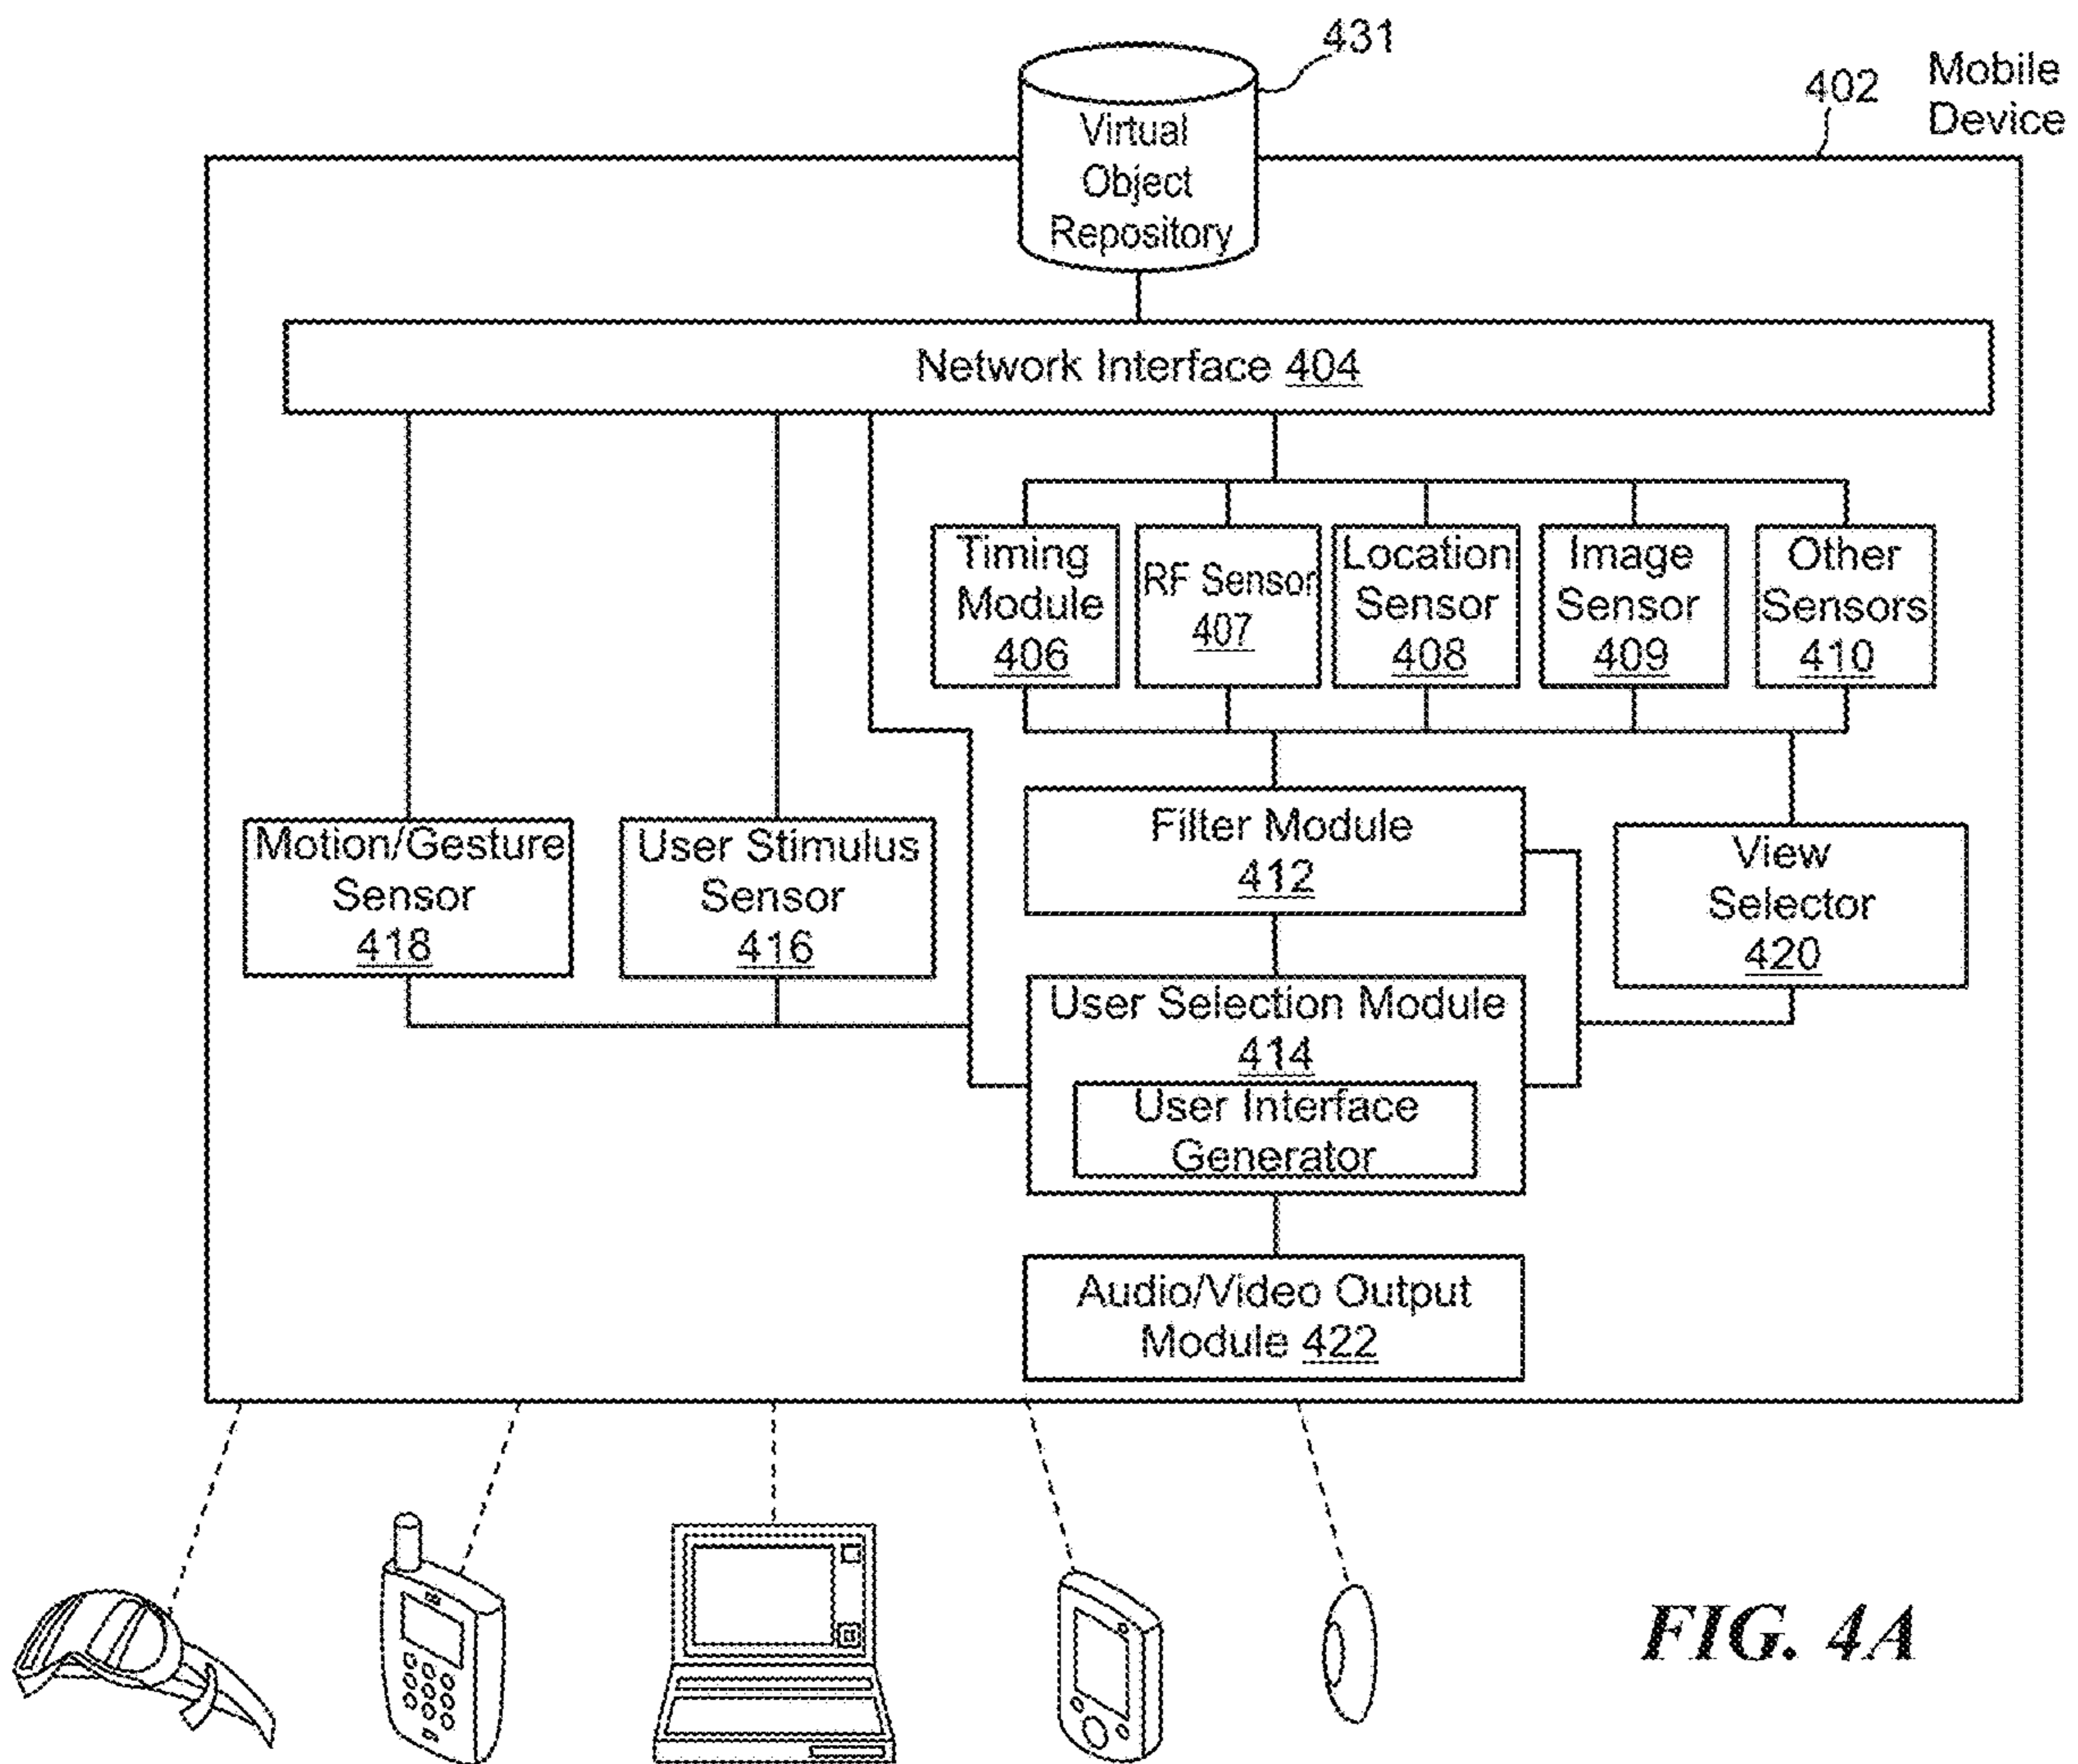 431
402
Mobile
Device
Virtual
Object
Repository
Network Interface 404
Timing
Module
406
RF Sensor
407
Location
Sensor
408
Image
Sensor
409
Other
Sensors
410
Motion/Gesture
Sensor
418
User Stimulus
Sensor
416
Filter Module
412
View
Selector
420
User Selection Module
414
User Interface
Generator
Audio/Video Output
Module 422
FIG. 4A